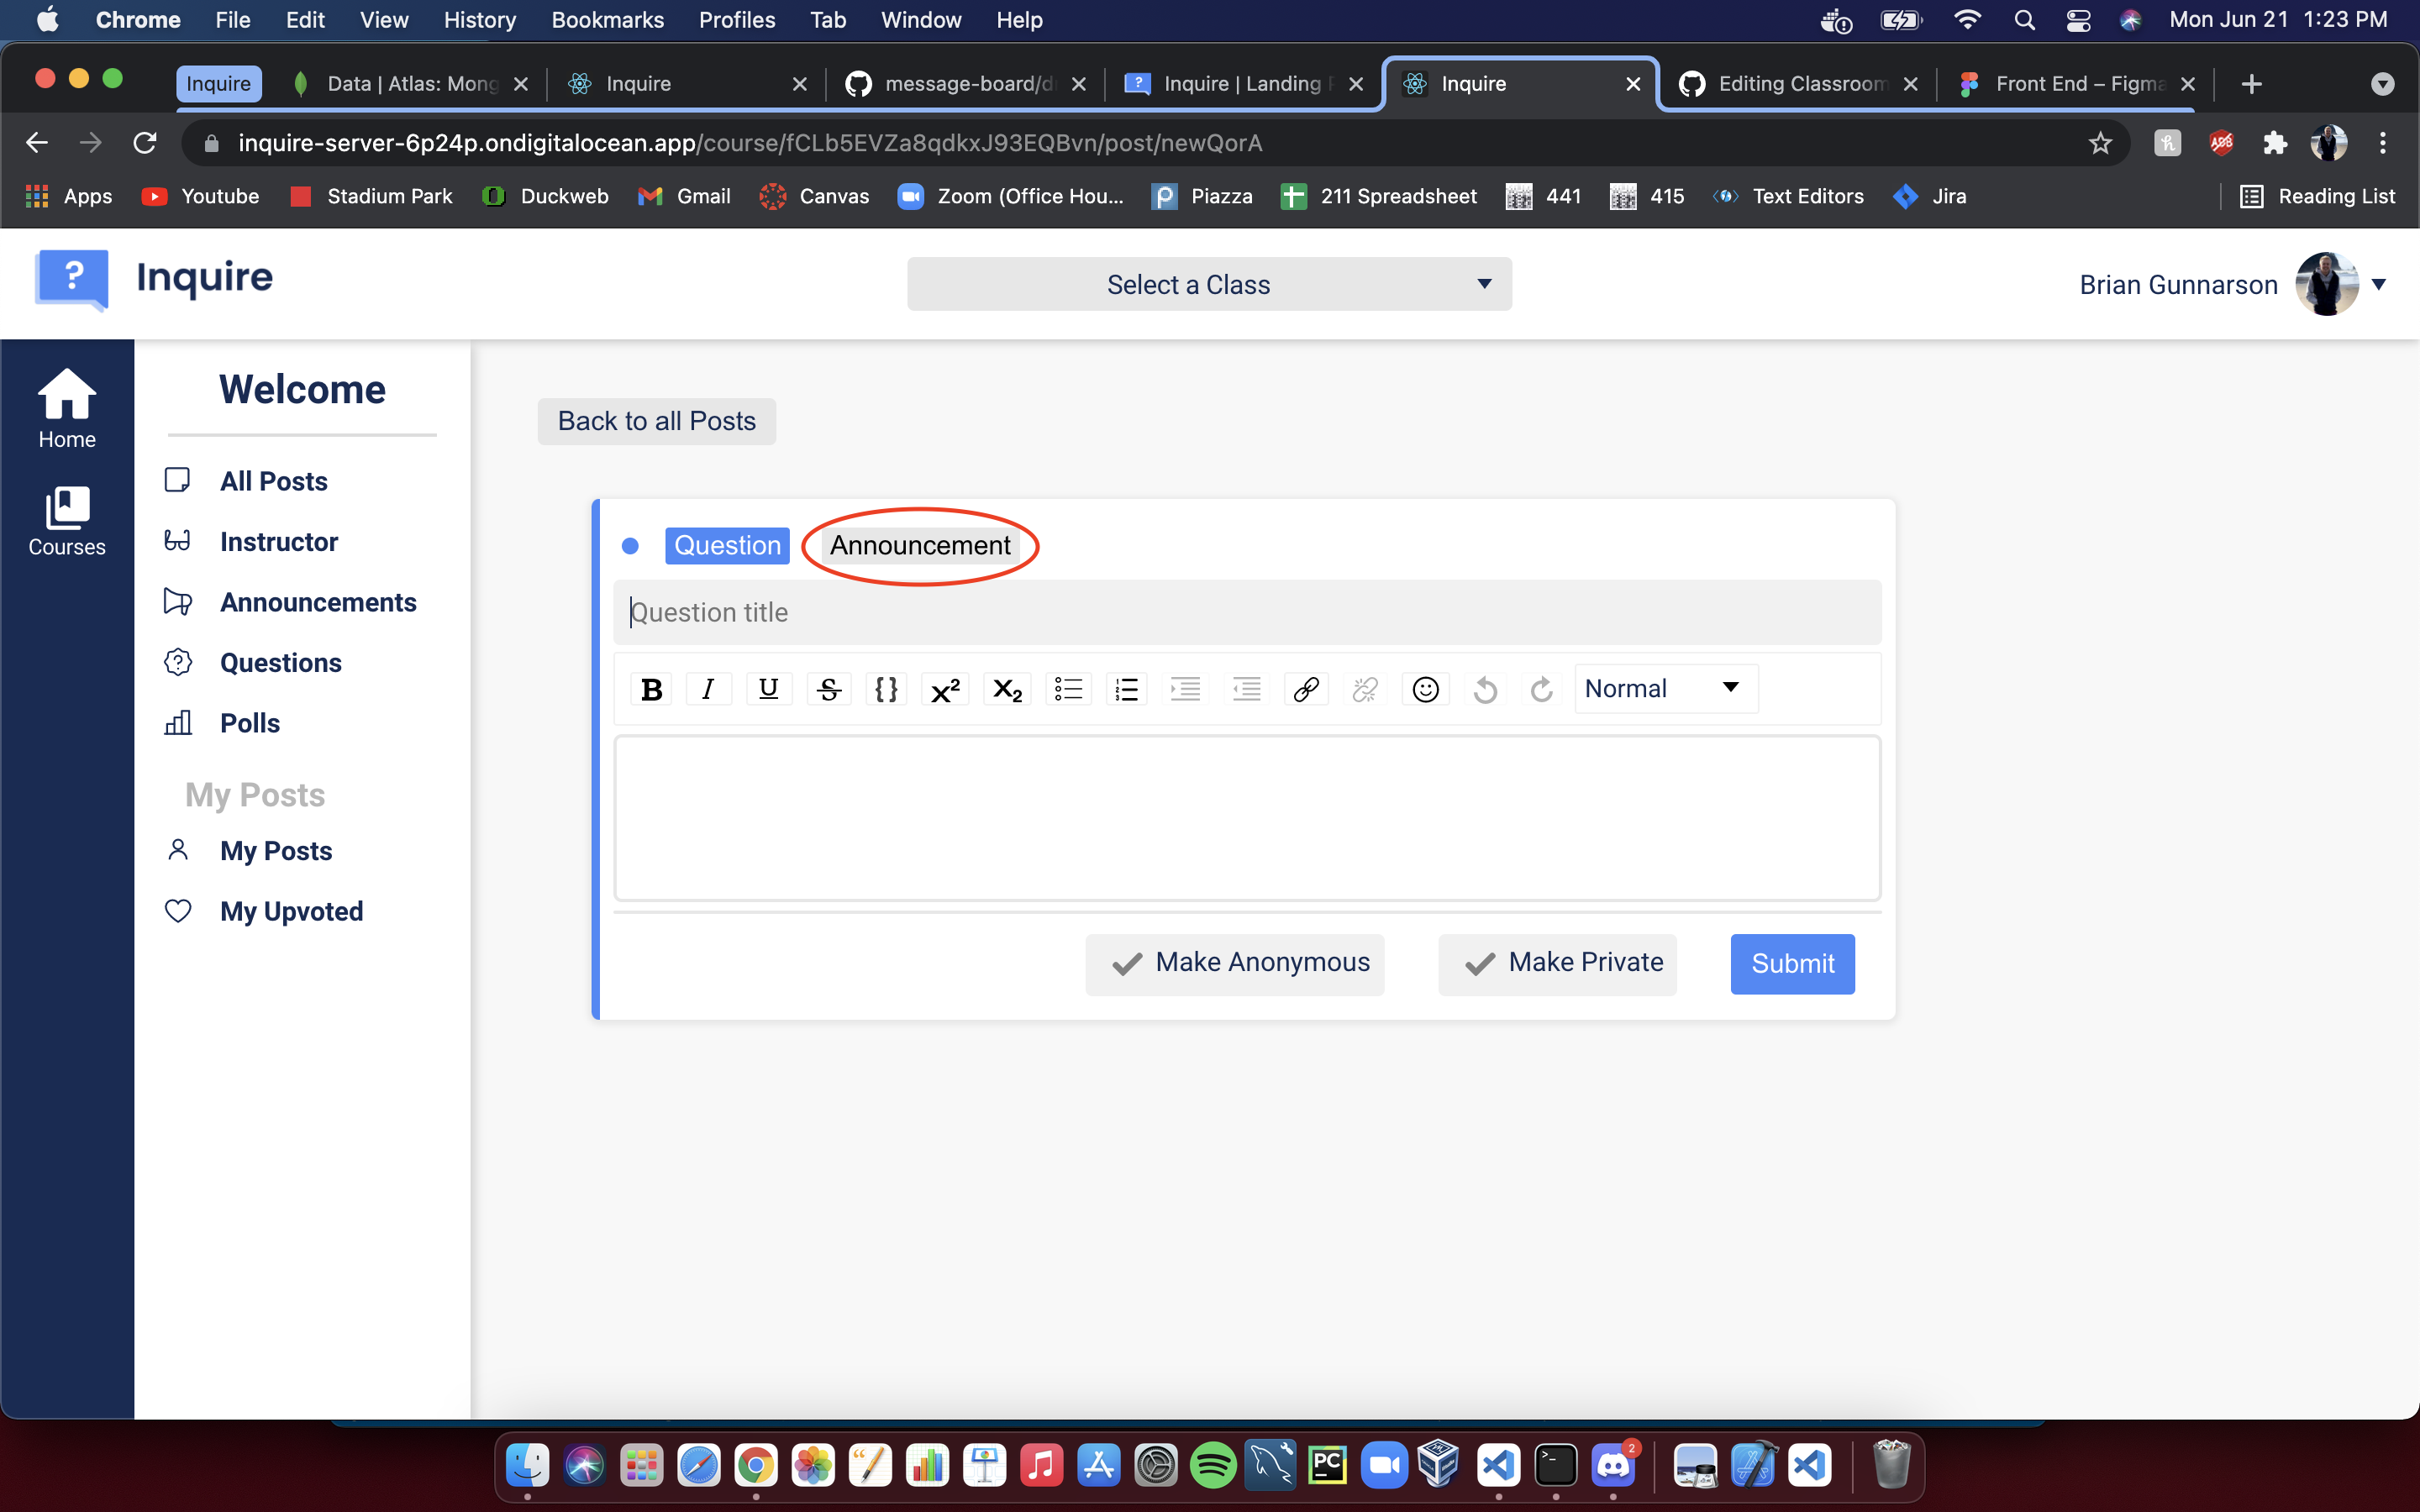 Chrome File Edit View History Bookmarks Profiles Tab Window Help Mon Jun 21 1:23 PM
Inquire Data | Atlas: Mong Inquire message-board/d Inquire | Landing P Inquire Editing Classroom Front End – Figma
inquire-server-6p24p.ondigitalocean.app/course/fCLb5EVZa8qdkxJ93EQBvn/post/newQorA
Apps Youtube Stadium Park Duckweb Gmail Canvas Zoom (Office Hou... Piazza 211 Spreadsheet 441 415 Text Editors Jira Reading List
? Inquire Select a Class Brian Gunnarson
Home
Courses
Welcome
All Posts
Instructor
Announcements
Questions
Polls
My Posts
My Posts
My Upvoted
Back to all Posts
Question Announcement
Question title
B I U S {} X² X₂ Normal
Make Anonymous Make Private Submit
PC 2